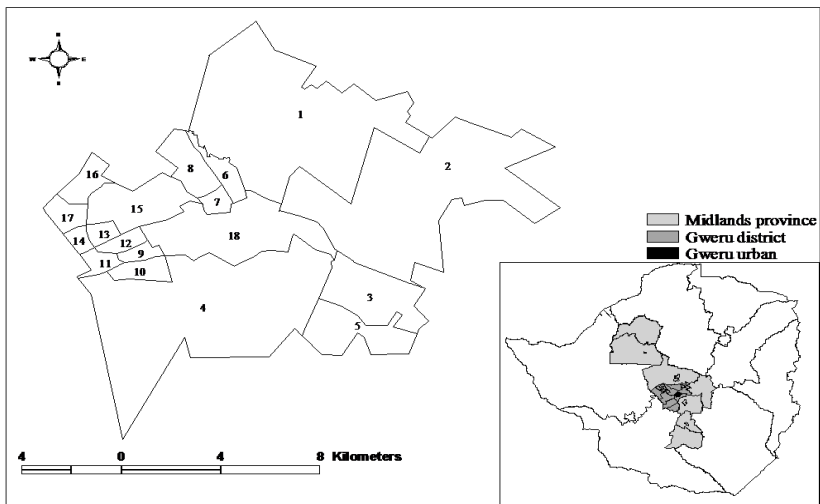 N
W E
S
1
2
8
6
16
7
15
17
13
18
14
12
9
11
10
3
4
5
Midlands province
Gweru district
Gweru urban
4 0 4 8 Kilometers